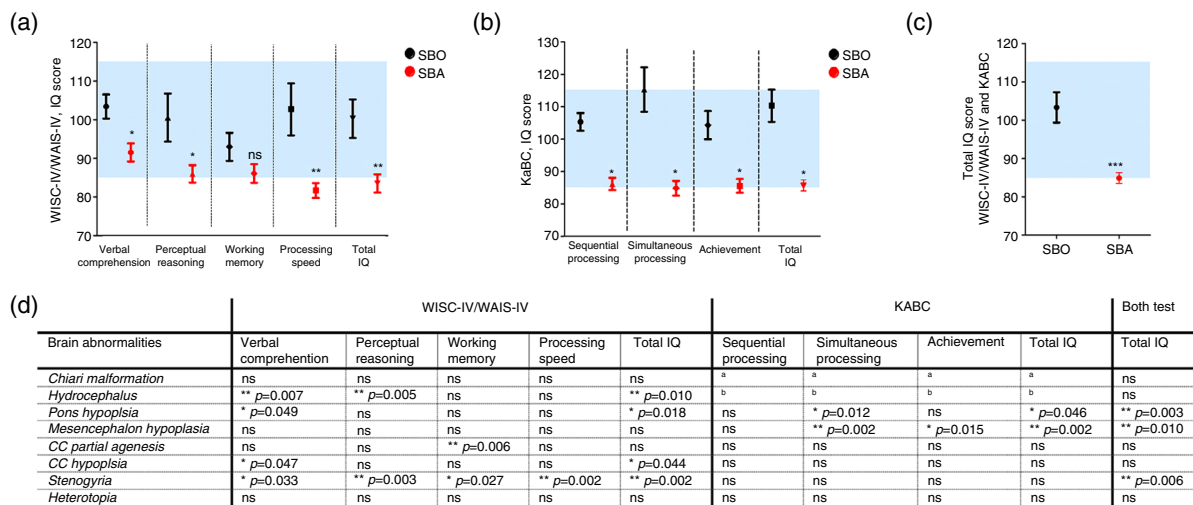 (a)
WISC-IV/WAIS-IV, IQ score
120
110
100
90
80
70
SBO
SBA
*
*
ns
**
**
Verbal comprehension
Perceptual reasoning
Working memory
Processing speed
Total IQ
(b)
KaBC, IQ score
130
120
110
100
90
80
70
SBO
SBA
*
*
*
*
Sequential processing
Simultaneous processing
Achievement
Total IQ
(c)
Total IQ score
WISC-IV/WAIS-IV and KABC
120
110
100
90
80
70
***
SBO
SBA
(d)
WISC-IV/WAIS-IV KABC Both test
Brain abnormalities Verbal comprehention Perceptual reasoning Working memory Processing speed Total IQ Sequential processing Simultaneous processing Achievement Total IQ Total IQ
Chiari malformation ns ns ns ns ns a a a a ns
Hydrocephalus ** p=0.007 ** p=0.005 ns ns ** p=0.010 b b b b ns
Pons hypoplsia * p=0.049 ns ns ns * p=0.018 ns * p=0.012 ns * p=0.046 ** p=0.003
Mesencephalon hypoplasia ns ns ns ns ns ns ** p=0.002 * p=0.015 ** p=0.002 ** p=0.010
CC partial agenesis ns ns ** p=0.006 ns ns ns ns ns ns ns
CC hypoplsia * p=0.047 ns ns ns * p=0.044 ns ns ns ns ns
Stenogyria * p=0.033 ** p=0.003 * p=0.027 ** p=0.002 ** p=0.002 ns ns ns ns ** p=0.006
Heterotopia ns ns ns ns ns ns ns ns ns ns